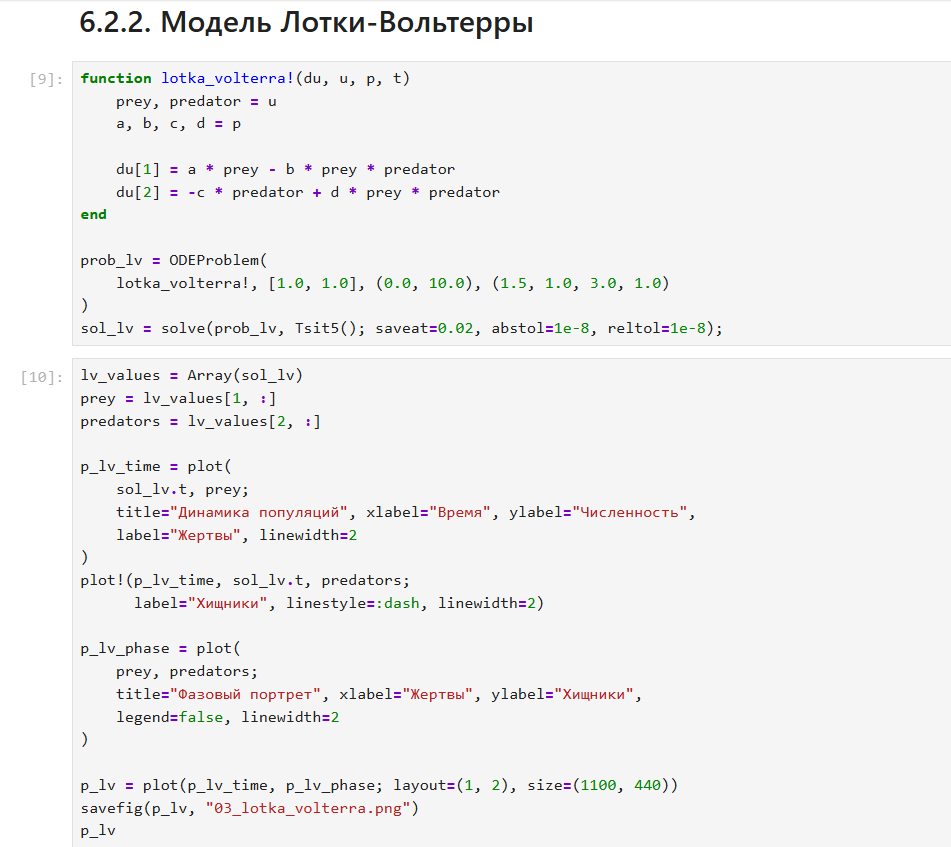 6.2.2. Модель Лотки-Вольтерры
[9]:
function lotka_volterra!(du, u, p, t)
    prey, predator = u
    a, b, c, d = p
    du[1] = a * prey - b * prey * predator
    du[2] = -c * predator + d * prey * predator
end
prob_lv = ODEProblem(
    lotka_volterra!, [1.0, 1.0], (0.0, 10.0), (1.5, 1.0, 3.0, 1.0)
)
sol_lv = solve(prob_lv, Tsit5(); saveat=0.02, abstol=1e-8, reltol=1e-8);
[10]:
lv_values = Array(sol_lv)
prey = lv_values[1, :]
predators = lv_values[2, :]
p_lv_time = plot(
    sol_lv.t, prey;
    title="Динамика популяций", xlabel="Время", ylabel="Численность",
    label="Жертвы", linewidth=2
)
plot!(p_lv_time, sol_lv.t, predators;
      label="Хищники", linestyle=:dash, linewidth=2)
p_lv_phase = plot(
    prey, predators;
    title="Фазовый портрет", xlabel="Жертвы", ylabel="Хищники",
    legend=false, linewidth=2
)
p_lv = plot(p_lv_time, p_lv_phase; layout=(1, 2), size=(1100, 440))
savefig(p_lv, "03_lotka_volterra.png")
p_lv